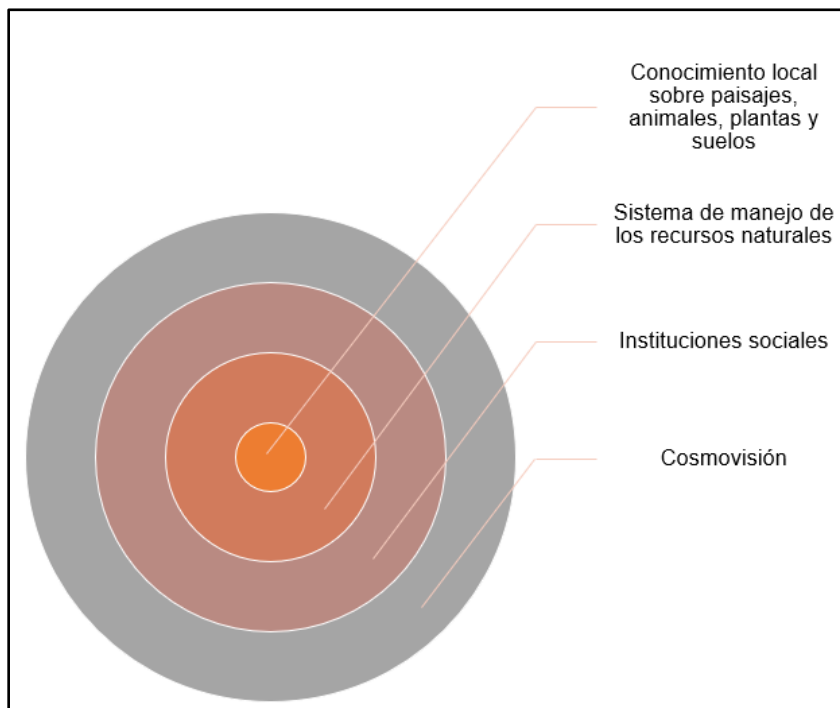 Conocimiento local
sobre paisajes,
animales, plantas y
suelos
Sistema de manejo de
los recursos naturales
Instituciones sociales
Cosmovisión